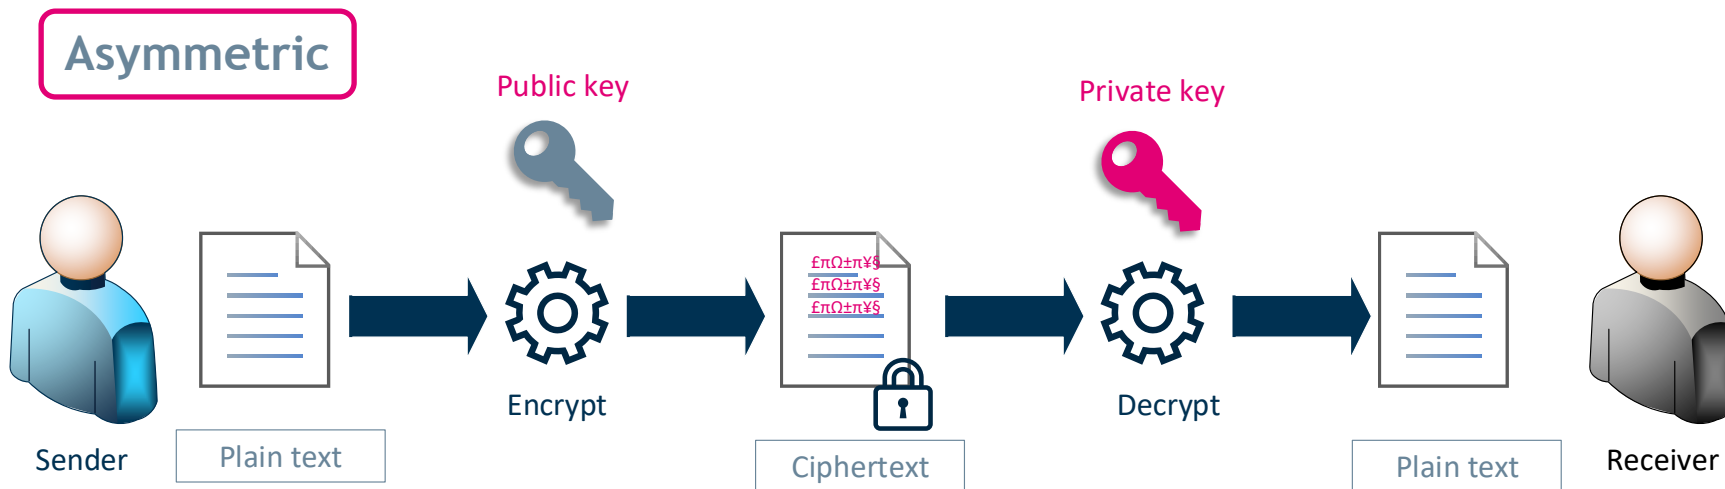 Asymmetric
Public key
Private key
£πΩ±π¥§
£πΩ±π¥§
£πΩ±π¥§
Encrypt
Decrypt
Sender
Plain text
Ciphertext
Plain text
Receiver